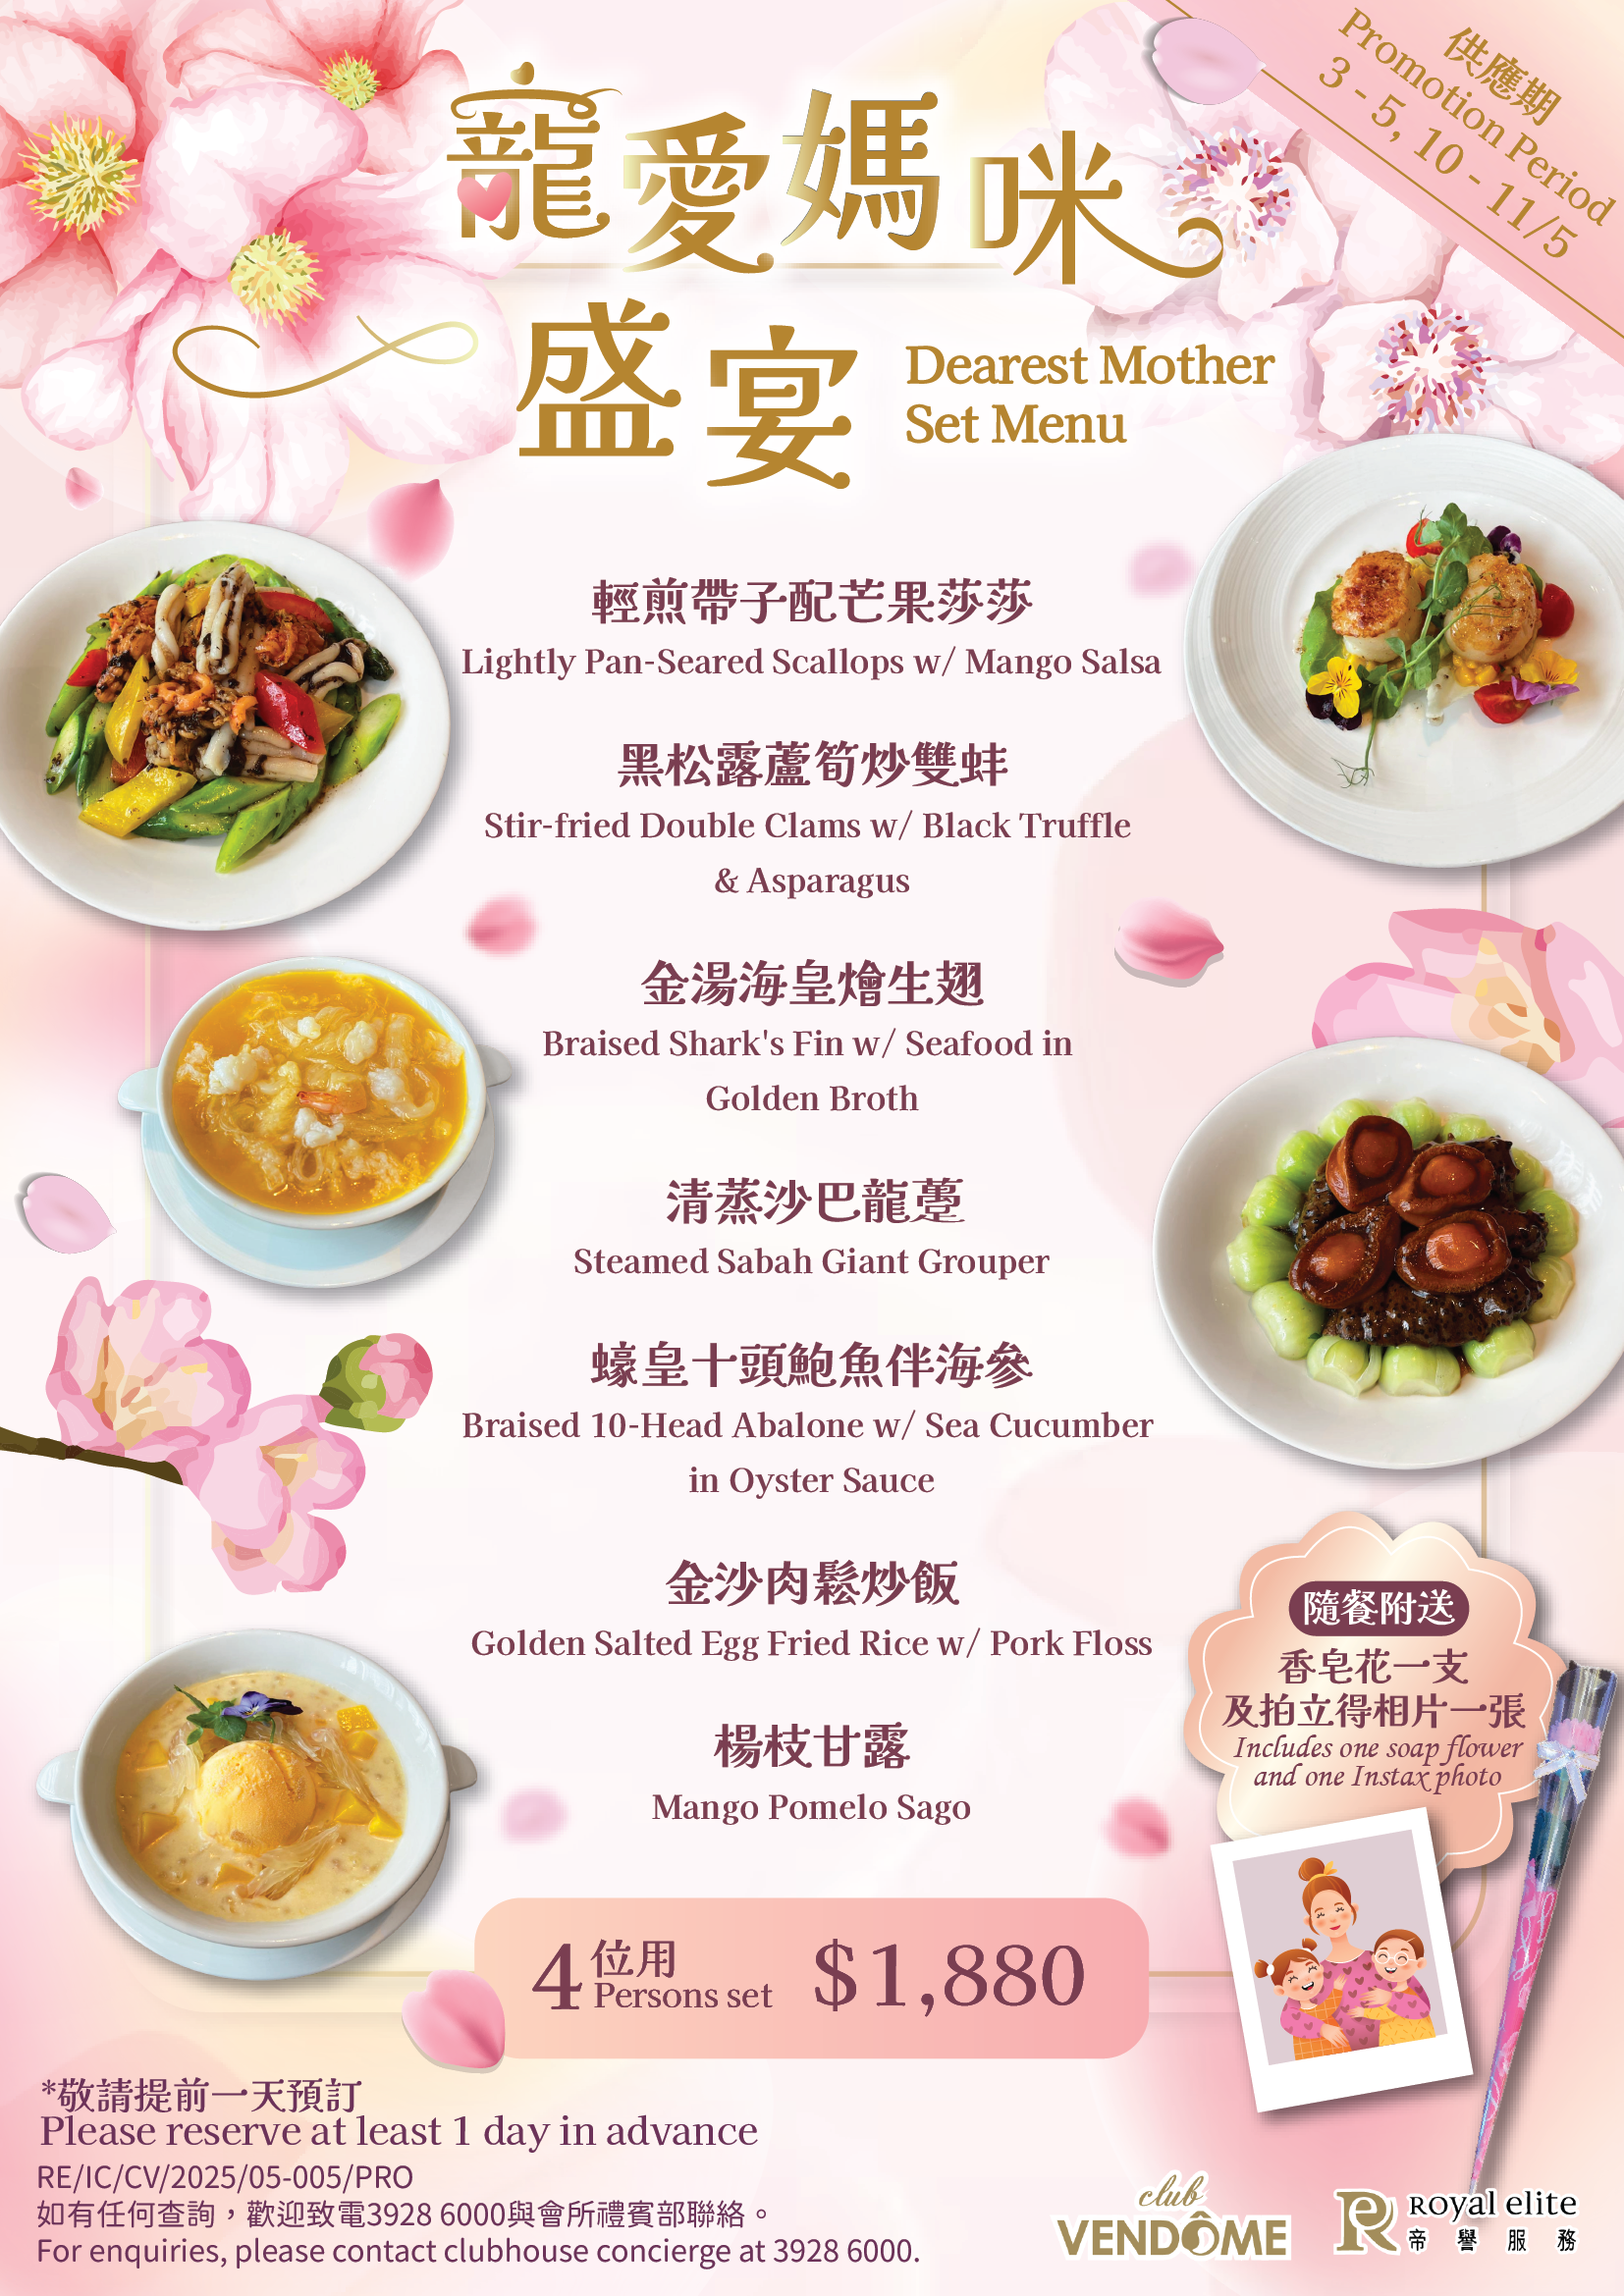 供應期
Promotion Period
3 - 5, 10 - 11/5
寵愛媽咪
盛宴
Dearest Mother
Set Menu
輕煎帶子配芒果莎莎
Lightly Pan-Seared Scallops w/ Mango Salsa
黑松露蘆筍炒雙蚌
Stir-fried Double Clams w/ Black Truffle
& Asparagus
金湯海皇燴生翅
Braised Shark's Fin w/ Seafood in
Golden Broth
清蒸沙巴龍躉
Steamed Sabah Giant Grouper
蠔皇十頭鮑魚伴海參
Braised 10-Head Abalone w/ Sea Cucumber
in Oyster Sauce
金沙肉鬆炒飯
Golden Salted Egg Fried Rice w/ Pork Floss
楊枝甘露
Mango Pomelo Sago
隨餐附送
香皂花一支
及拍立得相片一張
Includes one soap flower
and one Instax photo
4 位用 Persons set $1,880
*敬請提前一天預訂
Please reserve at least 1 day in advance
RE/IC/CV/2025/05-005/PRO
如有任何查詢，歡迎致電3928 6000與會所禮賓部聯絡。
For enquiries, please contact clubhouse concierge at 3928 6000.
club
VENDÔME
Royal elite
帝譽服務